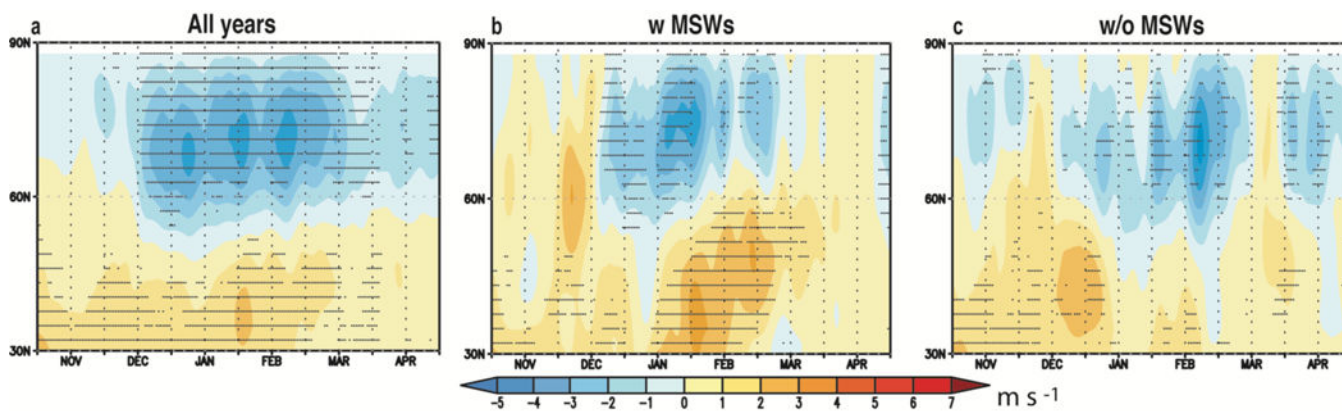 a All years
90N
60N
30N
NOV DEC JAN FEB MAR APR
b w MSWs
90N
60N
30N
NOV DEC JAN FEB MAR APR
c w/o MSWs
90N
60N
30N
NOV DEC JAN FEB MAR APR
-5 -4 -3 -2 -1 0 1 2 3 4 5 6 7 m s -1